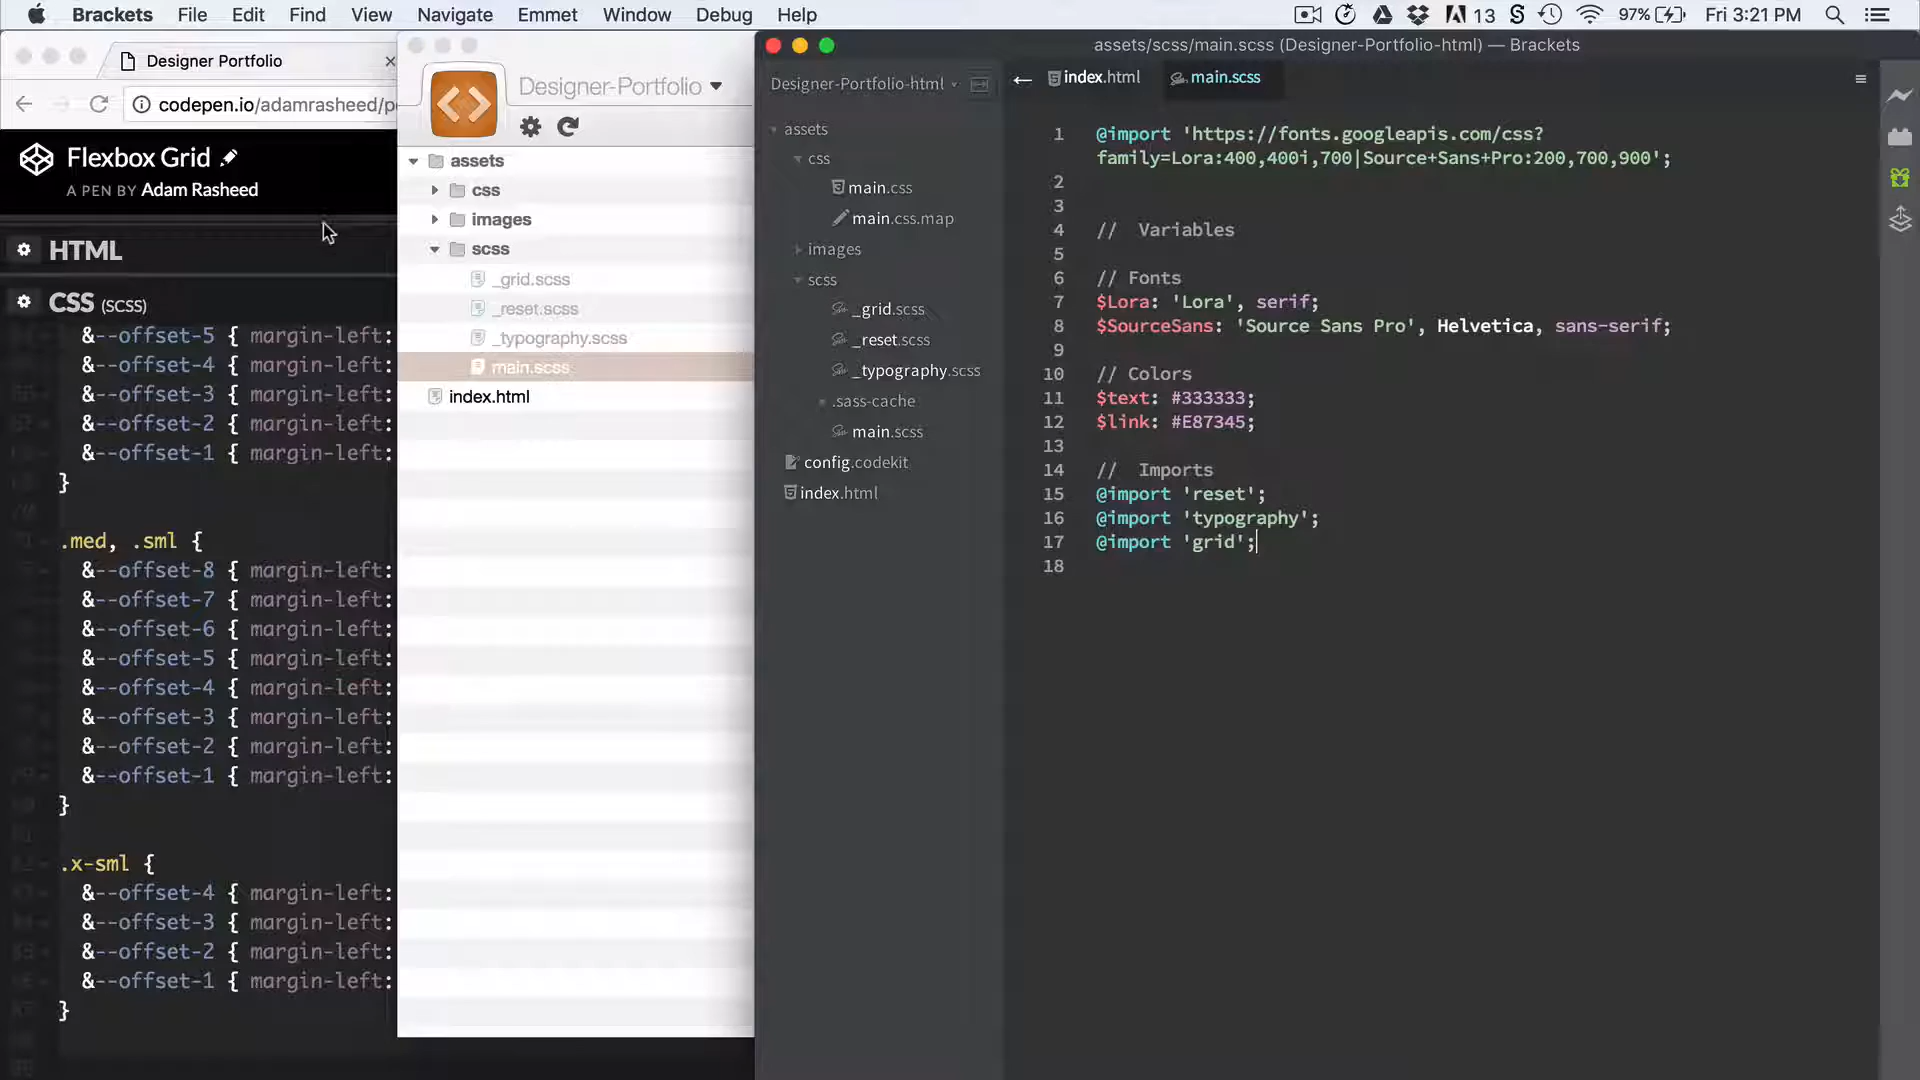 Brackets File Edit Find View Navigate Emmet Window Debug Help 13 S 97% Fri 3:21 PM
Designer Portfolio
codepen.io/adamrasheed/p
Flexbox Grid
A PEN BY Adam Rasheed
HTML
CSS (SCSS)
&--offset-5 { margin-left:
&--offset-4 { margin-left:
&--offset-3 { margin-left:
&--offset-2 { margin-left:
&--offset-1 { margin-left:
}
.med, .sml {
&--offset-8 { margin-left:
&--offset-7 { margin-left:
&--offset-6 { margin-left:
&--offset-5 { margin-left:
&--offset-4 { margin-left:
&--offset-3 { margin-left:
&--offset-2 { margin-left:
&--offset-1 { margin-left:
}
.x-sml {
&--offset-4 { margin-left:
&--offset-3 { margin-left:
&--offset-2 { margin-left:
&--offset-1 { margin-left:
}
Designer-Portfolio
assets
css
images
scss
_grid.scss
_reset.scss
_typography.scss
main.scss
index.html
assets/scss/main.scss (Designer-Portfolio-html) — Brackets
Designer-Portfolio-html
assets
css
main.css
main.css.map
images
scss
_grid.scss
_reset.scss
_typography.scss
.sass-cache
main.scss
config.codekit
index.html
index.html main.scss
1 @import 'https://fonts.googleapis.com/css?
family=Lora:400,400i,700|Source+Sans+Pro:200,700,900';
2
3
4 // Variables
5
6 // Fonts
7 $Lora: 'Lora', serif;
8 $SourceSans: 'Source Sans Pro', Helvetica, sans-serif;
9
10 // Colors
11 $text: #333333;
12 $link: #E87345;
13
14 // Imports
15 @import 'reset';
16 @import 'typography';
17 @import 'grid';
18